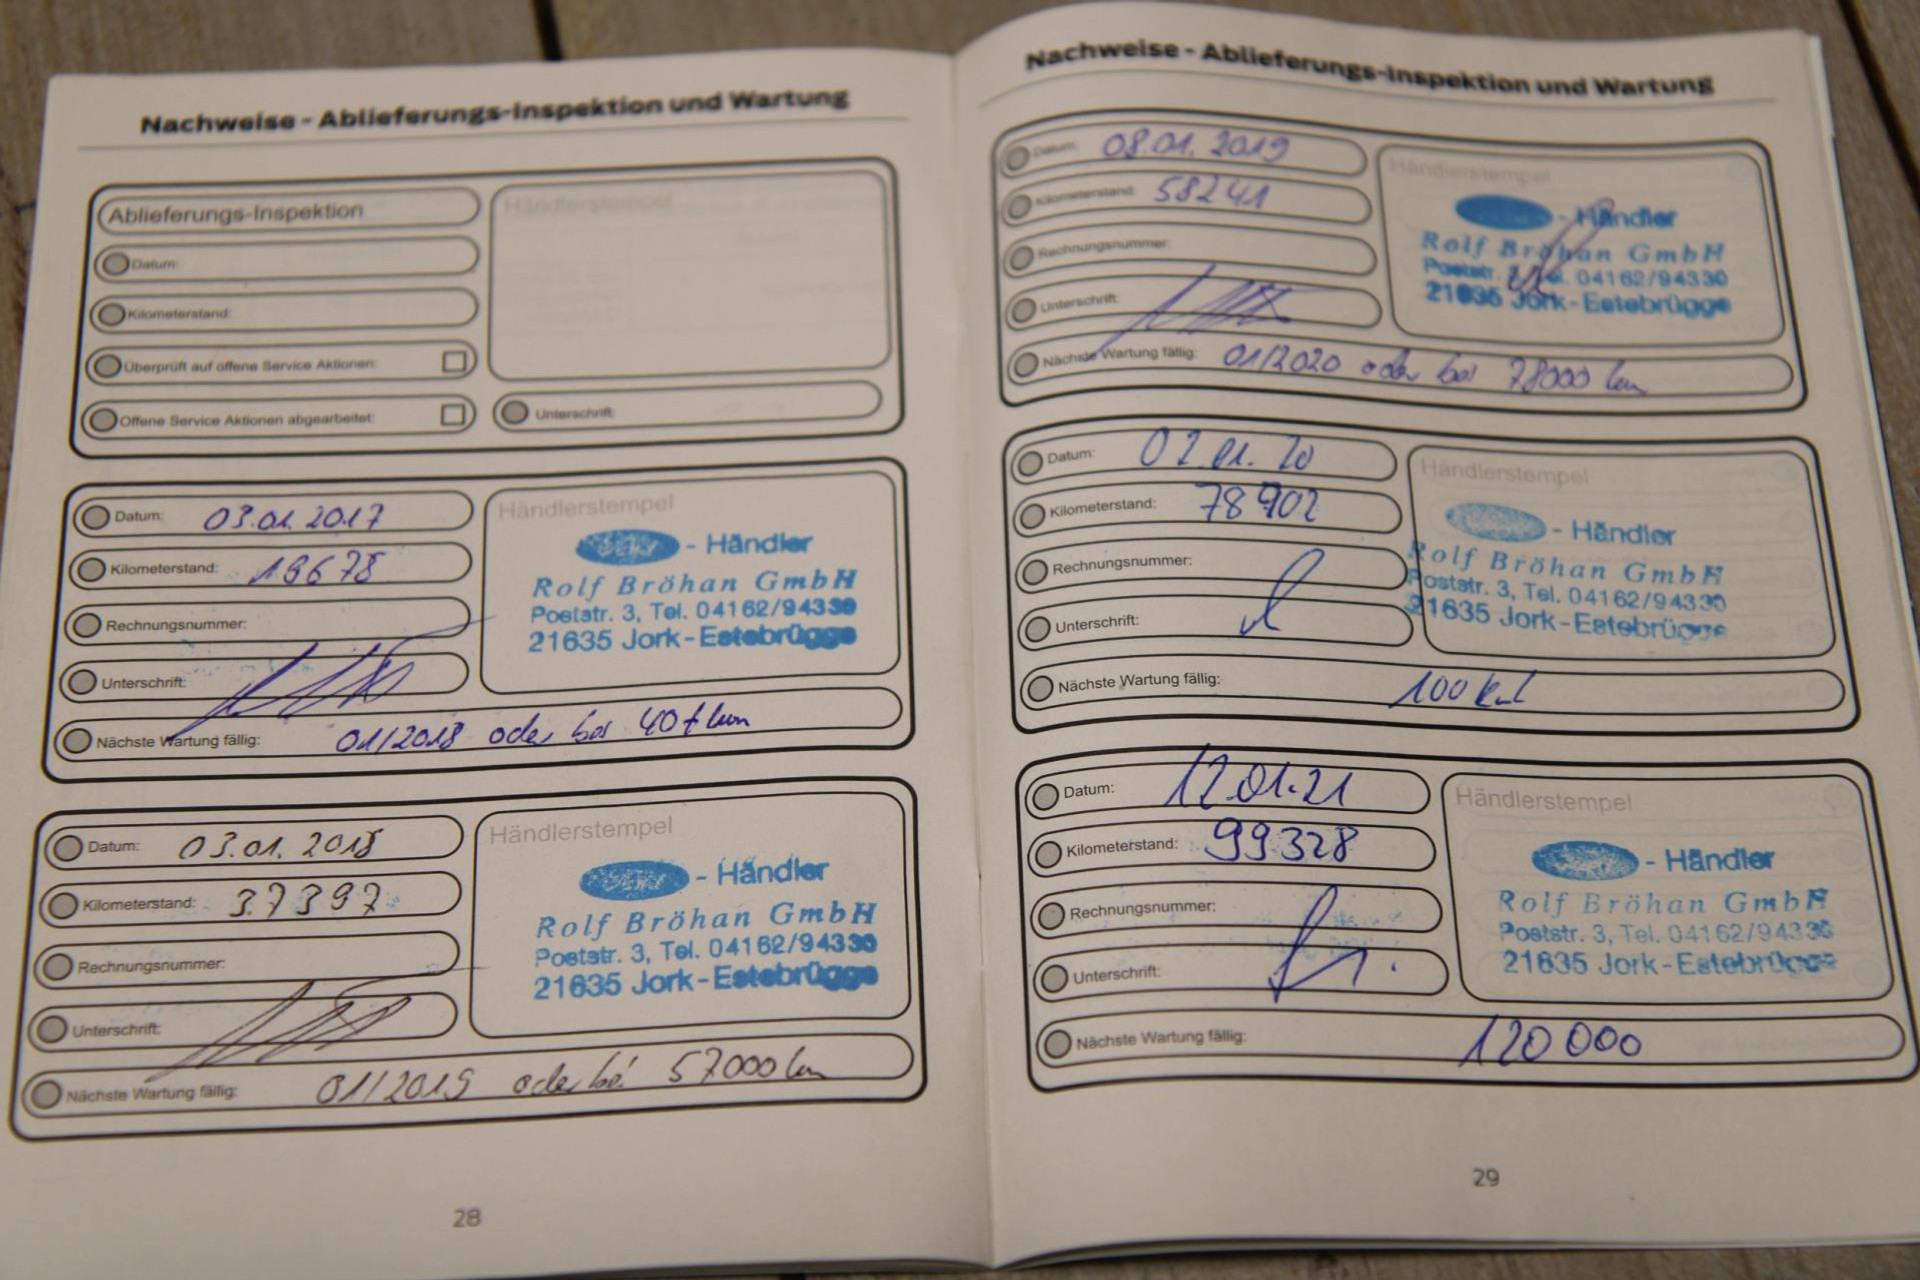 Nachweise - Ablieferungs-Inspektion und Wartung
Ablieferungs-Inspektion
Händlerstempel
Datum:
Kilometerstand:
Überprüft auf offene Service Aktionen:
Offene Service Aktionen abgearbeitet:
Unterschrift:
Datum: 03.01.2017
Kilometerstand: 19678
Rechnungsnummer:
Unterschrift:
Nächste Wartung fällig: 01/2018 oder bei 40tkm
Händlerstempel
- Händler
Rolf Bröhan GmbH
Poststr. 3, Tel. 04162/94330
21635 Jork-Estebrügge
Datum: 03.01.2018
Kilometerstand: 37397
Rechnungsnummer:
Unterschrift:
Nächste Wartung fällig: 01/2019 oder bei 57000 km
Händlerstempel
- Händler
Rolf Bröhan GmbH
Poststr. 3, Tel. 04162/94330
21635 Jork-Estebrügge
28
Nachweise - Ablieferungs-Inspektion und Wartung
Datum: 08.01.2019
Kilometerstand: 58241
Rechnungsnummer:
Unterschrift:
Nächste Wartung fällig: 01/2020 oder bei 78000 km
Händlerstempel
- Händler
Rolf Bröhan GmbH
Poststr. 3, Tel. 04162/94330
21635 Jork-Estebrügge
Datum: 02.01.20
Kilometerstand: 78902
Rechnungsnummer:
Unterschrift:
Nächste Wartung fällig: 100
Händlerstempel
- Händler
Rolf Bröhan GmbH
Poststr. 3, Tel. 04162/94330
21635 Jork-Estebrügge
Datum: 12.01.21
Kilometerstand: 99328
Rechnungsnummer:
Unterschrift:
Nächste Wartung fällig: 120000
Händlerstempel
- Händler
Rolf Bröhan GmbH
Poststr. 3, Tel. 04162/94330
21635 Jork-Estebrügge
29